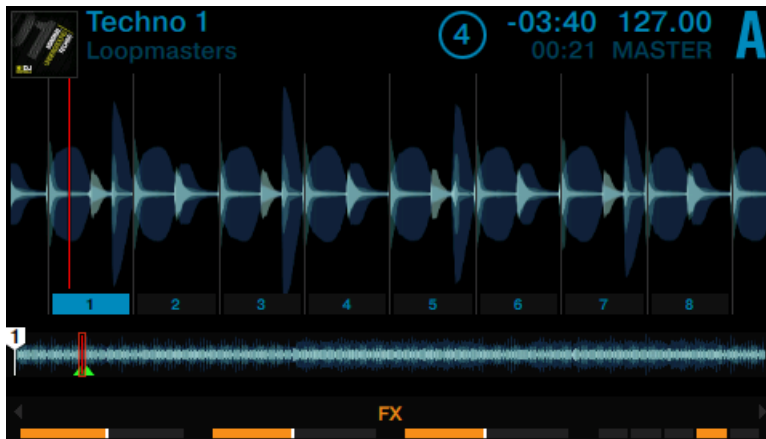 Techno 1
Loopmasters
4
-03:40 127.00
00:21 MASTER
A
1 2 3 4 5 6 7 8
1
FX